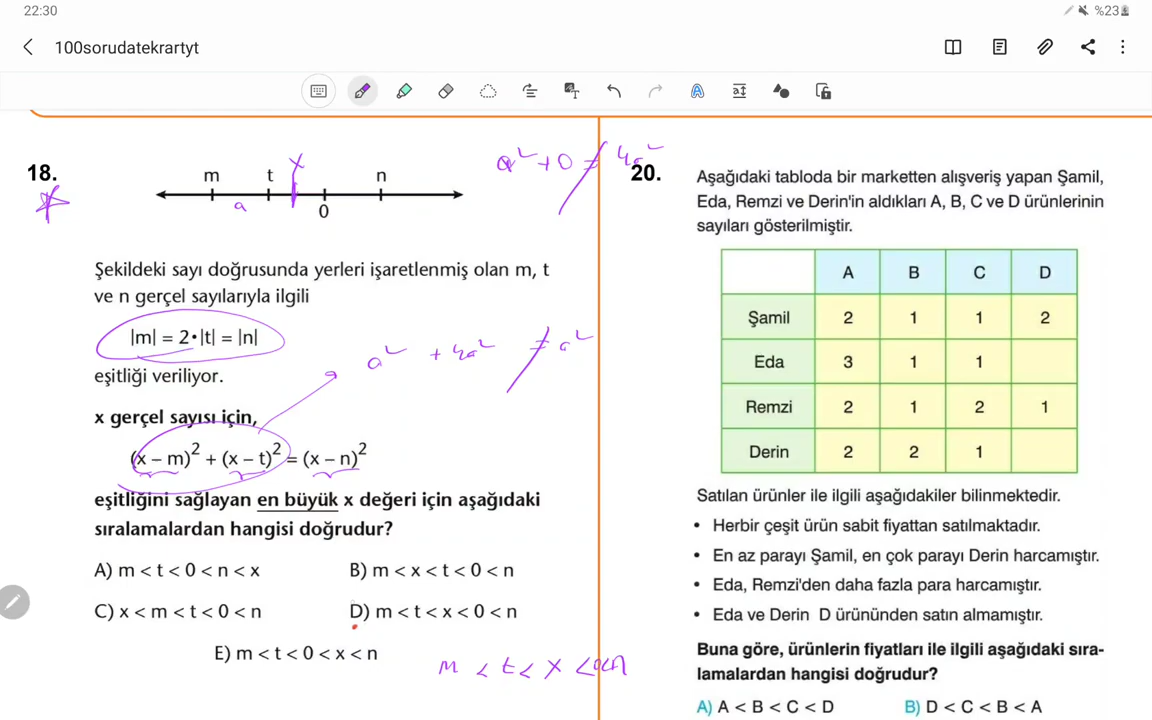 22:30
%23
100sorudatekrartyt
18.
m t x n
a 0
a² + 0 ≠ 4a²
Şekildeki sayı doğrusunda yerleri işaretlenmiş olan m, t
ve n gerçel sayılarıyla ilgili
|m| = 2•|t| = |n|
eşitliği veriliyor.
a² + 4a² ≠ a²
x gerçel sayısı için,
(x – m)² + (x – t)² = (x – n)²
eşitliğini sağlayan en büyük x değeri için aşağıdaki
sıralamalardan hangisi doğrudur?
A) m < t < 0 < n < x
B) m < x < t < 0 < n
C) x < m < t < 0 < n
D) m < t < x < 0 < n
E) m < t < 0 < x < n
m < t < x < 0 < n
20.
Aşağıdaki tabloda bir marketten alışveriş yapan Şamil,
Eda, Remzi ve Derin'in aldıkları A, B, C ve D ürünlerinin
sayıları gösterilmiştir.
A B C D
Şamil 2 1 1 2
Eda 3 1 1
Remzi 2 1 2 1
Derin 2 2 1
Satılan ürünler ile ilgili aşağıdakiler bilinmektedir.
• Herbir çeşit ürün sabit fiyattan satılmaktadır.
• En az parayı Şamil, en çok parayı Derin harcamıştır.
• Eda, Remzi'den daha fazla para harcamıştır.
• Eda ve Derin D ürününden satın almamıştır.
Buna göre, ürünlerin fiyatları ile ilgili aşağıdaki sıra-
lamalardan hangisi doğrudur?
A) A < B < C < D
B) D < C < B < A